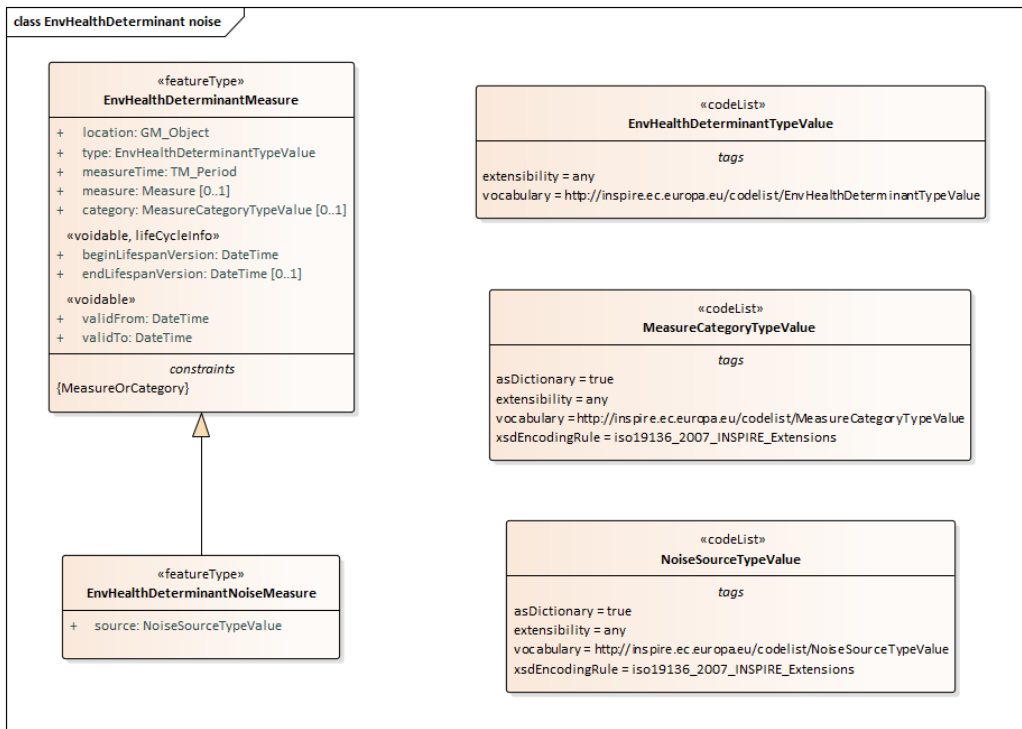 class EnvHealthDeterminant noise
«featureType»
EnvHealthDeterminantMeasure
+ location: GM_Object
+ type: EnvHealthDeterminantTypeValue
+ measureTime: TM_Period
+ measure: Measure [0..1]
+ category: MeasureCategoryTypeValue [0..1]
«voidable, lifeCycleInfo»
+ beginLifespanVersion: DateTime
+ endLifespanVersion: DateTime [0..1]
«voidable»
+ validFrom: DateTime
+ validTo: DateTime
constraints
{MeasureOrCategory}
«featureType»
EnvHealthDeterminantNoiseMeasure
+ source: NoiseSourceTypeValue
«codeList»
EnvHealthDeterminantTypeValue
tags
extensibility = any
vocabulary = http://inspire.ec.europa.eu/codelist/EnvHealthDeterminantTypeValue
«codeList»
MeasureCategoryTypeValue
tags
asDictionary = true
extensibility = any
vocabulary =http://inspire.ec.europa.eu/codelist/MeasureCategoryTypeValue
xsdEncodingRule = iso19136_2007_INSPIRE_Extensions
«codeList»
NoiseSourceTypeValue
tags
asDictionary = true
extensibility = any
vocabulary = http://inspire.ec.europa.eu/codelist/NoiseSourceTypeValue
xsdEncodingRule = iso19136_2007_INSPIRE_Extensions